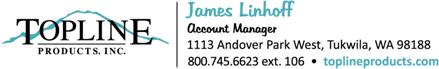 TOPLINE
PRODUCTS, INC.
James Linhoff
Account Manager
1113 Andover Park West, Tukwila, WA 98188
800.745.6623 ext. 106 • toplineproducts.com